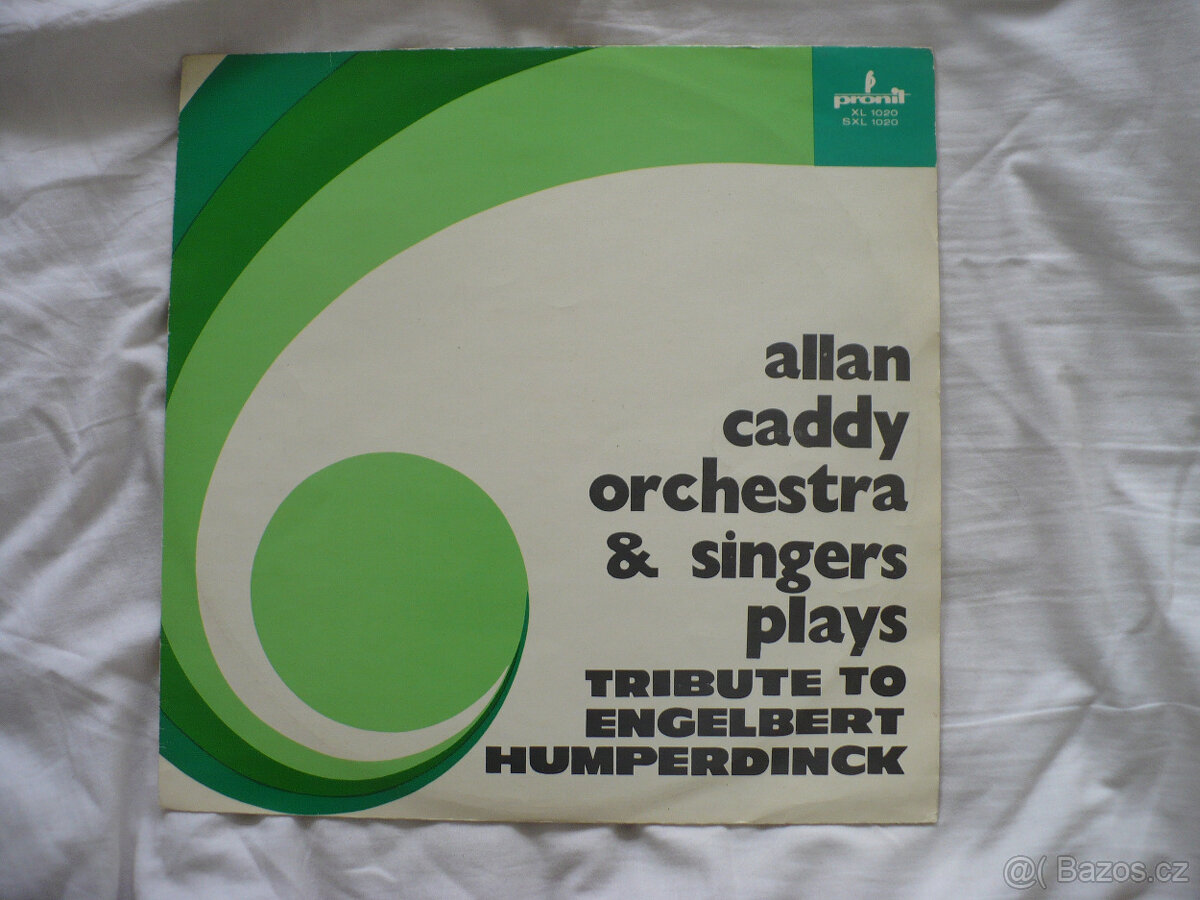 pronit
XL 1020
SXL 1020
allan
caddy
orchestra
& singers
plays
TRIBUTE TO
ENGELBERT
HUMPERDINCK
@( Bazos.cz